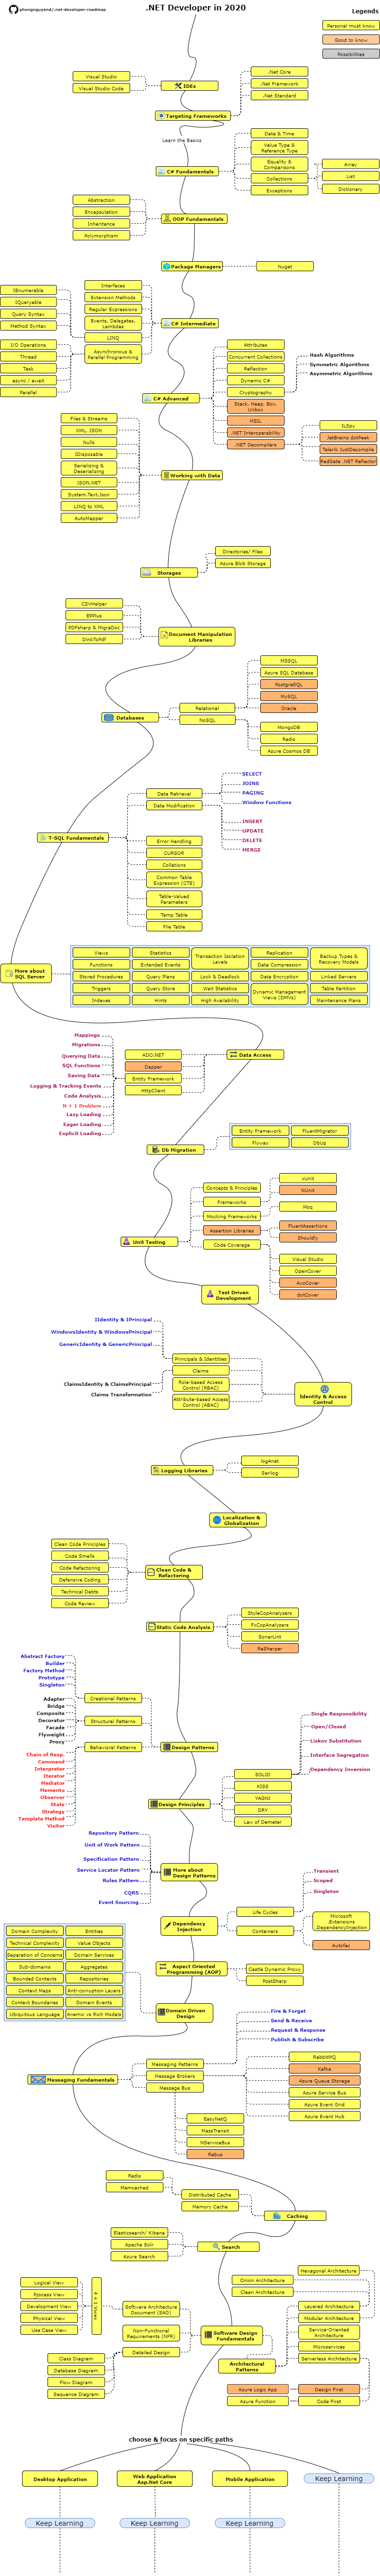 phongnguyend/.net-developer-roadmap
.NET Developer in 2020
Legends
Personal must know
Good to know
Possibilities
Visual Studio
Visual Studio Code
IDEs
.Net Core
.Net Framework
.Net Standard
Targeting Frameworks
Learn the Basics
Date & Time
Value Type &
Reference Type
Equality &
Comparisons
Collections
Exceptions
Array
List
Dictionary
C# Fundamentals
Abstraction
Encapsulation
Inheritance
Polymorphism
OOP Fundamentals
Package Managers
Nuget
IEnumerable
IQueryable
Query Syntax
Method Syntax
I/O Operations
Thread
Task
async / await
Parallel
Interfaces
Extension Methods
Regular Expressions
Events, Delegates,
Lambdas
LINQ
Asynchronous &
Parallel Programming
C# Intermediate
C# Advanced
Attributes
Concurrent Collections
Reflection
Dynamic C#
Cryptography
Stack, Heap, Box,
Unbox
MSIL
.NET Interoperability
.NET Decompilers
Hash Algorithms
Symmetric Algorithms
Asymmetric Algorithms
ILSpy
JetBrains dotPeek
Telerik JustDecompile
RedGate .NET Reflector
Files & Streams
XML, JSON
Nulls
IDisposable
Serializing &
Deserializing
JSON.NET
System.Text.Json
LINQ to XML
AutoMapper
Working with Data
Storages
Directories/ Files
Azure Blob Storage
CSVHelper
EPPlus
PDFsharp & MigraDoc
DinkToPdf
Document Manipulation
Libraries
Databases
Relational
NoSQL
MSSQL
Azure SQL Database
PostgreSQL
MySQL
Oracle
MongoDB
Redis
Azure Cosmos DB
T-SQL Fundamentals
Data Retrieval
Data Modification
Error Handling
CURSOR
Collations
Common Table
Expression (CTE)
Table-Valued
Parameters
Temp Table
File Table
SELECT
JOINS
PAGING
Window Functions
INSERT
UPDATE
DELETE
MERGE
More about
SQL Server
Views
Functions
Stored Procedures
Triggers
Indexes
Statistics
Extended Events
Query Plans
Query Store
Hints
Transaction Isolation
Levels
Lock & Deadlock
Wait Statistics
High Availability
Replication
Data Compression
Data Encryption
Dynamic Management
Views (DMVs)
Backup Types &
Recovery Models
Linked Servers
Table Partition
Maintenance Plans
Mappings
Migrations
Querying Data
SQL Functions
Saving Data
Logging & Tracking Events
Code Analysis
N + 1 Problem
Lazy Loading
Eager Loading
Explicit Loading
ADO.NET
Dapper
Entity Framework
HttpClient
Data Access
Db Migration
Entity Framework
FluentMigrator
Flyway
DbUp
Unit Testing
Concepts & Principles
Frameworks
Mocking Frameworks
Assertion Libraries
Code Coverage
xUnit
NUnit
Moq
FluentAssertions
Shouldly
Visual Studio
OpenCover
AxoCover
dotCover
Test Driven
Development
IIdentity & IPrincipal
WindowsIdentity & WindowsPrincipal
GenericIdentity & GenericPrincipal
ClaimsIdentity & ClaimsPrincipal
Claims Transformation
Principals & Identities
Claims
Role-based Access
Control (RBAC)
Attribute-based Access
Control (ABAC)
Identity & Access
Control
Logging Libraries
log4net
Serilog
Localization &
Globalization
Clean Code Principles
Code Smells
Code Refactoring
Defensive Coding
Technical Debts
Code Review
Clean Code &
Refactoring
Static Code Analysis
StyleCopAnalyzers
FxCopAnalyzers
SonarLint
ReSharper
Abstract Factory
Builder
Factory Method
Prototype
Singleton
Adapter
Bridge
Composite
Decorator
Facade
Flyweight
Proxy
Chain of Resp.
Command
Interpreter
Iterator
Mediator
Memento
Observer
State
Strategy
Template Method
Visitor
Creational Patterns
Structural Patterns
Behavioral Patterns
Design Patterns
Design Principles
SOLID
KISS
YAGNI
DRY
Law of Demeter
Single Responsibility
Open/Closed
Liskov Substitution
Interface Segregation
Dependency Inversion
Repository Pattern
Unit of Work Pattern
Specification Pattern
Service Locator Pattern
Rules Pattern
CQRS
Event Sourcing
More about
Design Patterns
Dependency
Injection
Life Cycles
Containers
Transient
Scoped
Singleton
Microsoft
.Extensions
.DependencyInjection
Autofac
Aspect Oriented
Programming (AOP)
Castle Dynamic Proxy
PostSharp
Domain Complexity
Technical Complexity
Separation of Concerns
Sub-domains
Bounded Contexts
Context Maps
Context Boundaries
Ubiquitous Language
Entities
Value Objects
Domain Services
Aggregates
Repositories
Anti-corruption Layers
Domain Events
Anemic vs Rich Models
Domain Driven
Design
Messaging Fundamentals
Messaging Patterns
Message Brokers
Message Bus
Fire & Forget
Send & Receive
Request & Response
Publish & Subscribe
RabbitMQ
Kafka
Azure Queue Storage
Azure Service Bus
Azure Event Grid
Azure Event Hub
EasyNetQ
MassTransit
NServiceBus
Rebus
Redis
Memcached
Distributed Cache
Memory Cache
Caching
Elasticsearch/ Kibana
Apache Solr
Azure Search
Search
Logical View
Process View
Development View
Physical View
Use Case View
4 + 1 Views
Software Architecture
Document (SAD)
Non-Functional
Requirements (NFR)
Detailed Design
Class Diagram
Database Diagram
Flow Diagram
Sequence Diagram
Software Design
Fundamentals
Architectural
Patterns
Hexagonal Architecture
Onion Architecture
Clean Architecture
Layered Architecture
Modular Architecture
Service-Oriented
Architecture
Microservices
Serverless Architecture
Azure Logic App
Azure Function
Design First
Code First
choose & focus on specific paths
Desktop Application
Web Application
Asp.Net Core
Mobile Application
Keep Learning
Keep Learning
Keep Learning
Keep Learning